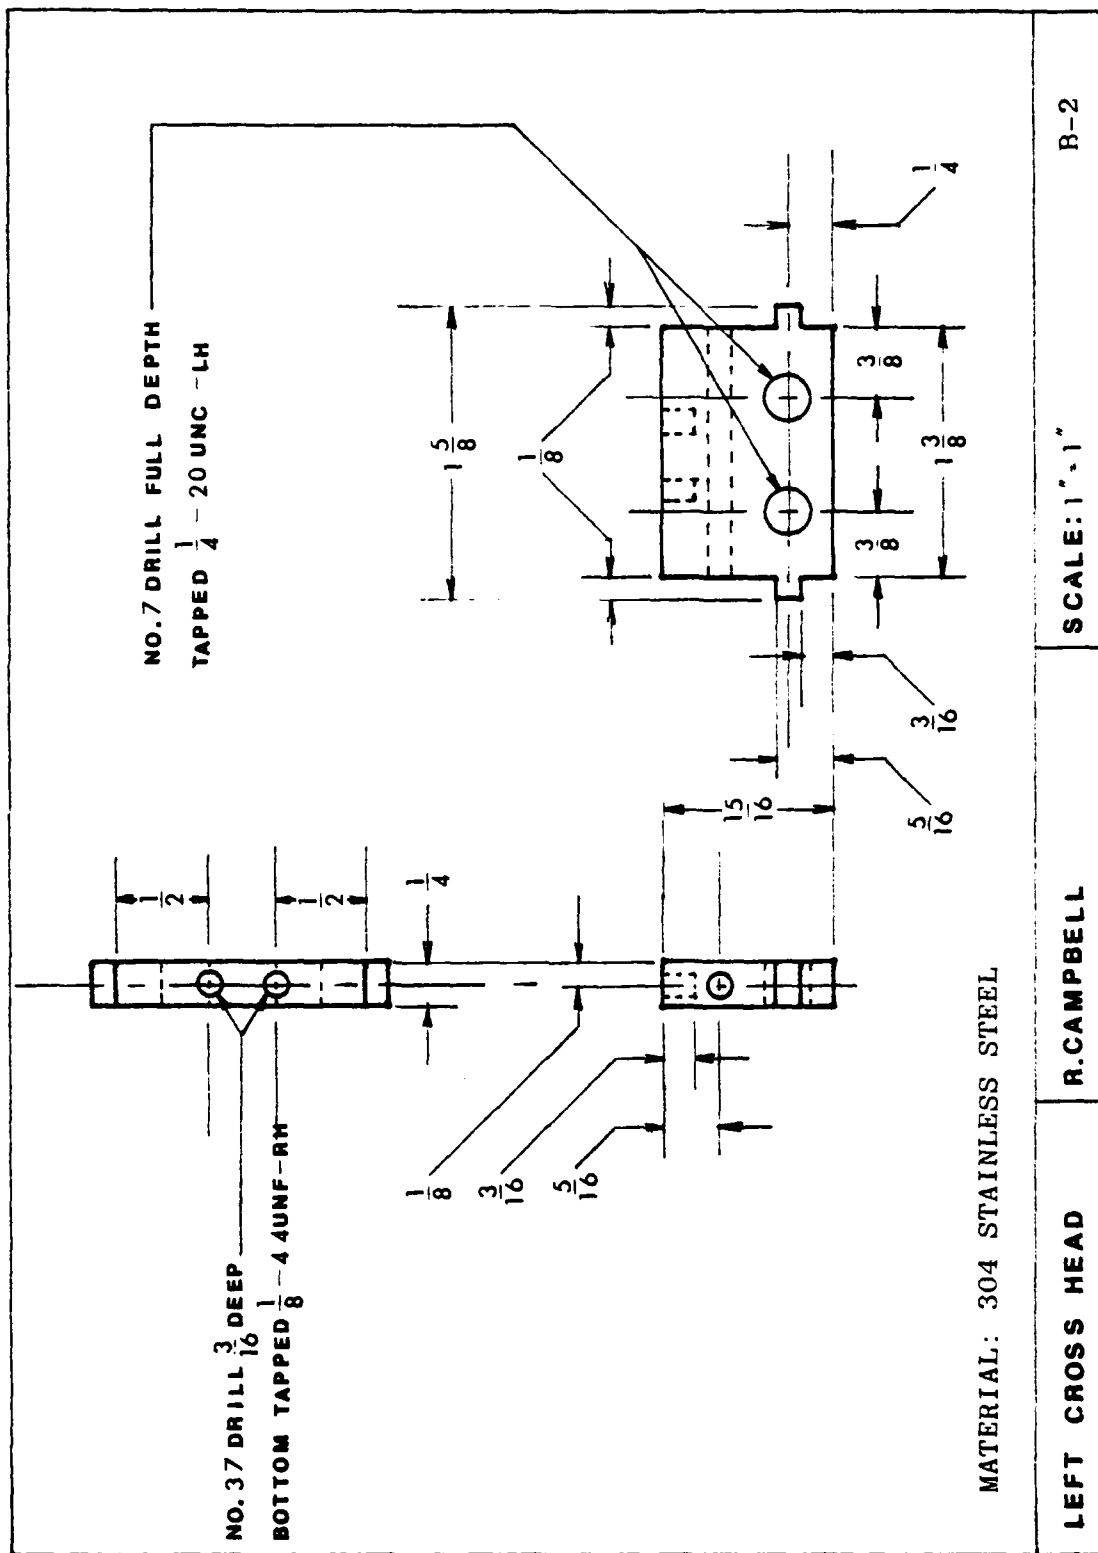 NO.37 DRILL 3/16 DEEP
BOTTOM TAPPED 1/8 - 44UNF-RH
NO.7 DRILL FULL DEPTH
TAPPED 1/4 - 20 UNC -LH
1/2
1/2
1/4
1/8
3/16
5/16
1 5/8
1/8
15/16
3/8
3/8
1 3/8
1/4
3/16
5/16
MATERIAL: 304 STAINLESS STEEL
LEFT CROSS HEAD
R.CAMPBELL
SCALE: 1"=1"
B-2